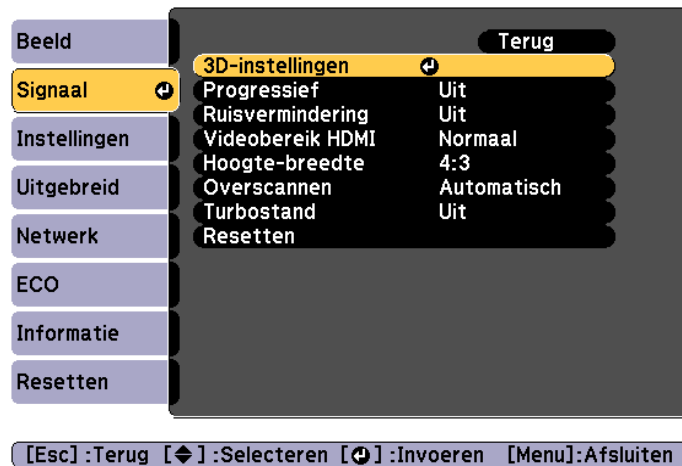 Beeld
Signaal
Instellingen
Uitgebreid
Netwerk
ECO
Informatie
Resetten
Terug
3D-instellingen
Progressief Uit
Ruisvermindering Uit
Videobereik HDMI Normaal
Hoogte-breedte 4:3
Overscannen Automatisch
Turbostand Uit
Resetten
[Esc] :Terug [◆] :Selecteren [↵] :Invoeren [Menu]:Afsluiten